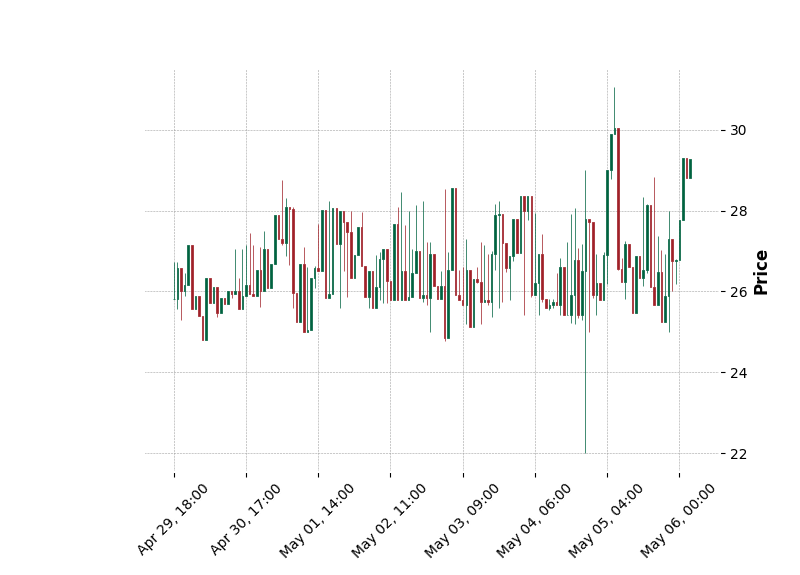 30
28
26
24
22
Price
Apr 29, 18:00
Apr 30, 17:00
May 01, 14:00
May 02, 11:00
May 03, 09:00
May 04, 06:00
May 05, 04:00
May 06, 00:00